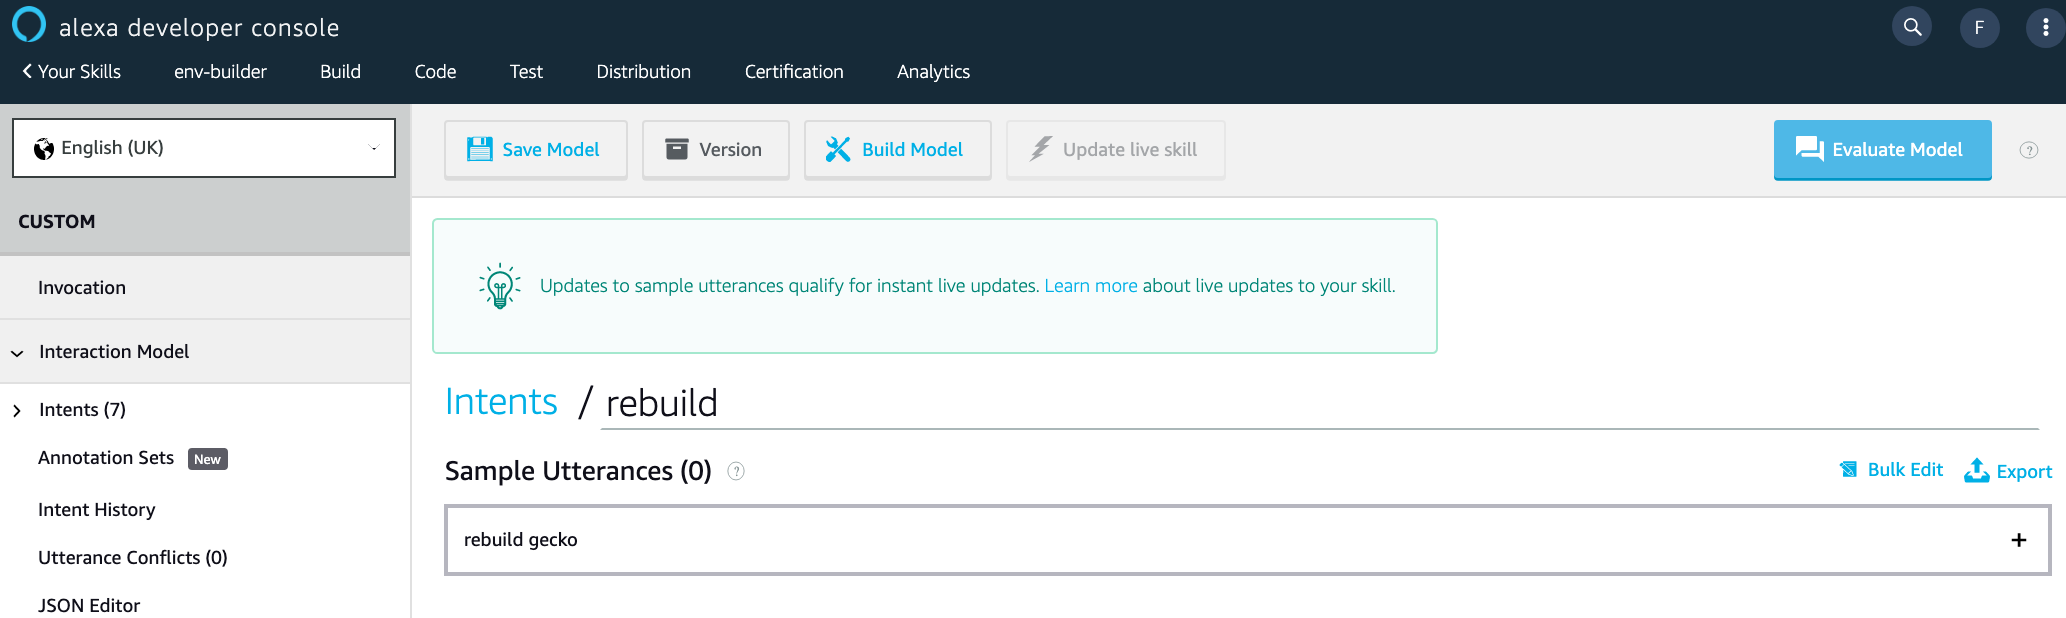 alexa developer console
F
Your Skills env-builder Build Code Test Distribution Certification Analytics
English (UK)
Save Model Version Build Model Update live skill Evaluate Model ?
CUSTOM
Invocation
Interaction Model
Intents (7)
Annotation Sets New
Intent History
Utterance Conflicts (0)
JSON Editor
Updates to sample utterances qualify for instant live updates. Learn more about live updates to your skill.
Intents / rebuild
Sample Utterances (0) ? Bulk Edit Export
rebuild gecko +